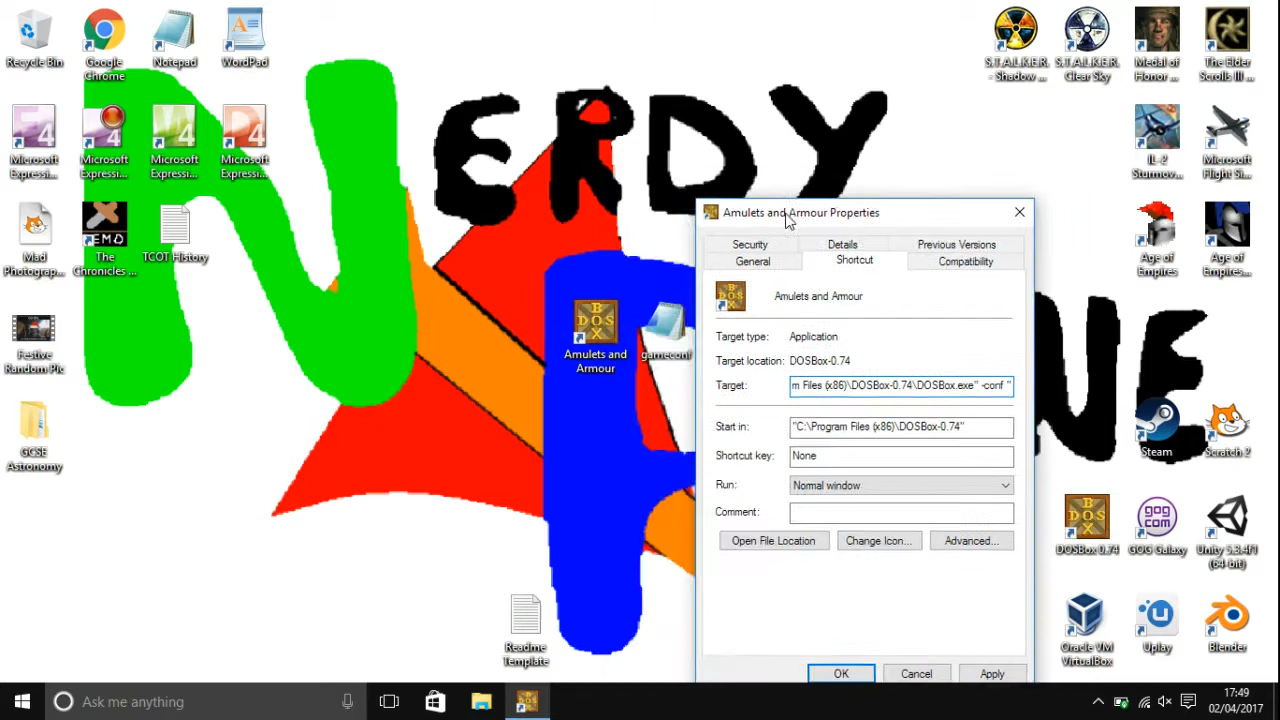 Recycle Bin
Google
Chrome
Notepad
WordPad
S.T.A.L.K.E.R.
- Shadow ...
S.T.A.L.K.E.R.
Clear Sky
Medal of
Honor ...
The Elder
Scrolls III ...
Microsoft
Expressi...
Microsoft
Expressi...
Microsoft
Expressi...
Microsoft
Expressi...
IL-2
Sturmov...
Microsoft
Flight Si...
NERDY
Mad
Photograp...
The
Chronicles ...
TCOT History
Age of
Empires
Age of
Empires...
Festive
Random Pic
Amulets and
Armour
gameconf
GCSE
Astronomy
Readme
Template
Amulets and Armour Properties
Security
Details
Previous Versions
General
Shortcut
Compatibility
Amulets and Armour
Target type:
Application
Target location:
DOSBox-0.74
Target:
m Files (x86)\DOSBox-0.74\DOSBox.exe" -conf "
Start in:
"C:\Program Files (x86)\DOSBox-0.74"
Shortcut key:
None
Run:
Normal window
Comment:
Open File Location
Change Icon...
Advanced...
OK
Cancel
Apply
Steam
Scratch 2
DOSBox 0.74
GOG Galaxy
Unity 5.3.4f1
(64-bit)
Oracle VM
VirtualBox
Uplay
Blender
Ask me anything
17:49
02/04/2017